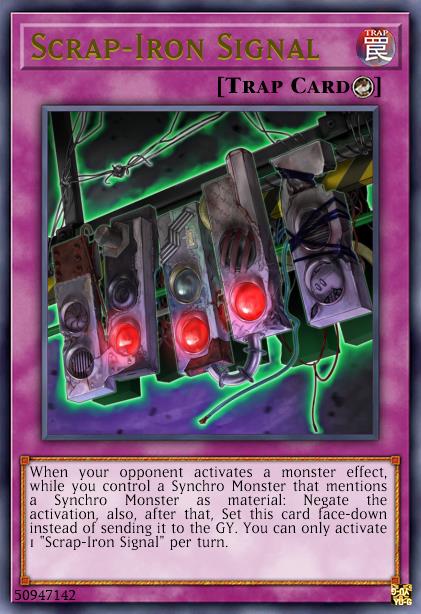 SCRAP-IRON SIGNAL
TRAP
罠
[TRAP CARD]
When your opponent activates a monster effect,
while you control a Synchro Monster that mentions
a Synchro Monster as material: Negate the
activation, also, after that, Set this card face-down
instead of sending it to the GY. You can only activate
1 "Scrap-Iron Signal" per turn.
50947142